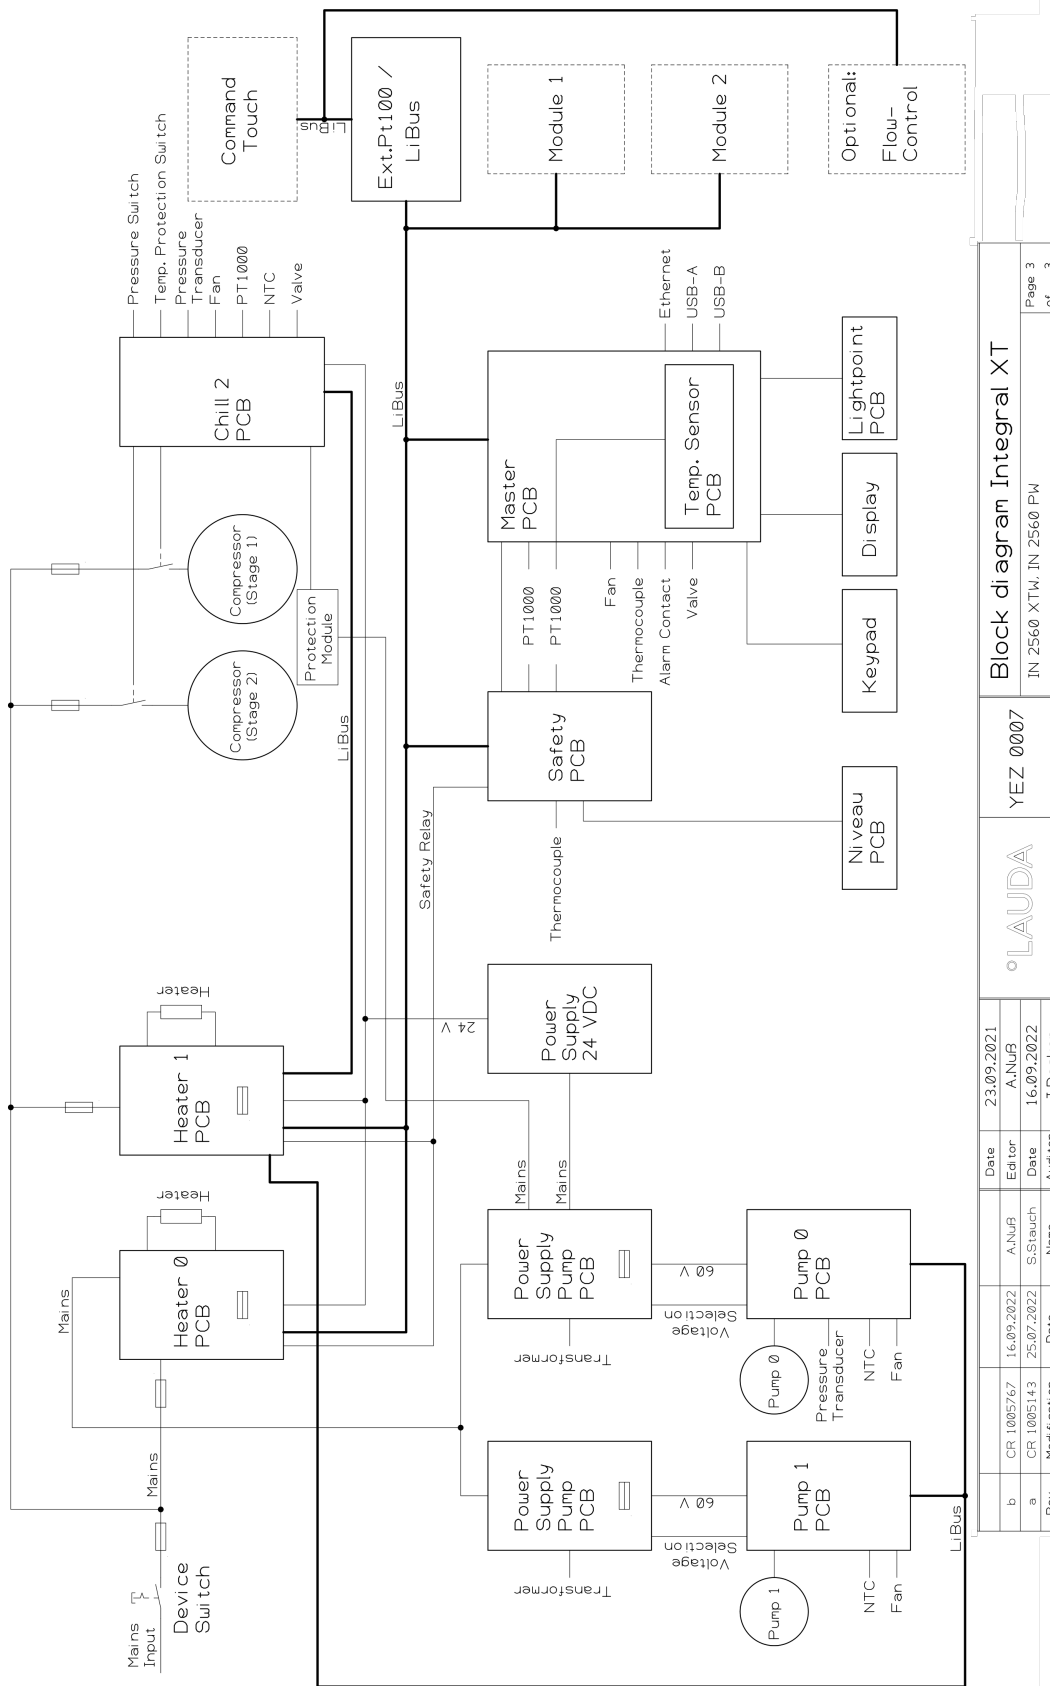 Mains
Input
Device
Switch
Mains
Mains
Heater 0
PCB
Heater
Heater 1
PCB
Heater
Compressor
(Stage 2)
Compressor
(Stage 1)
Protection
Module
Chill 2
PCB
Pressure Switch
Temp. Protection Switch
Pressure
Transducer
Fan
PT1000
NTC
Valve
Command
Touch
LiBus
Ext.Pt100 /
LiBus
LiBus
LiBus
Safety Relay
24 V
Transformer
Power
Supply
Pump
PCB
Transformer
Power
Supply
Pump
PCB
Mains
Mains
Power
Supply
24 VDC
Thermocouple
Safety
PCB
PT1000
PT1000
Fan
Thermocouple
Alarm Contact
Valve
Master
PCB
Temp. Sensor
PCB
Ethernet
USB-A
USB-B
Module 1
Module 2
Optional:
Flow-
Control
Voltage
Selection
60 V
Voltage
Selection
60 V
Pump 1
Pump 1
PCB
NTC
Fan
Pump 0
Pump 0
PCB
Pressure
Transducer
NTC
Fan
LiBus
Niveau
PCB
Keypad
Display
Lightpoint
PCB
b
CR 1005767
16.09.2022
A.Nuß
a
CR 1005143
25.07.2022
S.Stauch
Date
23.09.2021
Editor
A.Nuß
Date
16.09.2022
°LAUDA
YEZ 0007
Block diagram Integral XT
IN 2560 XTW, IN 2560 PW
Page 3